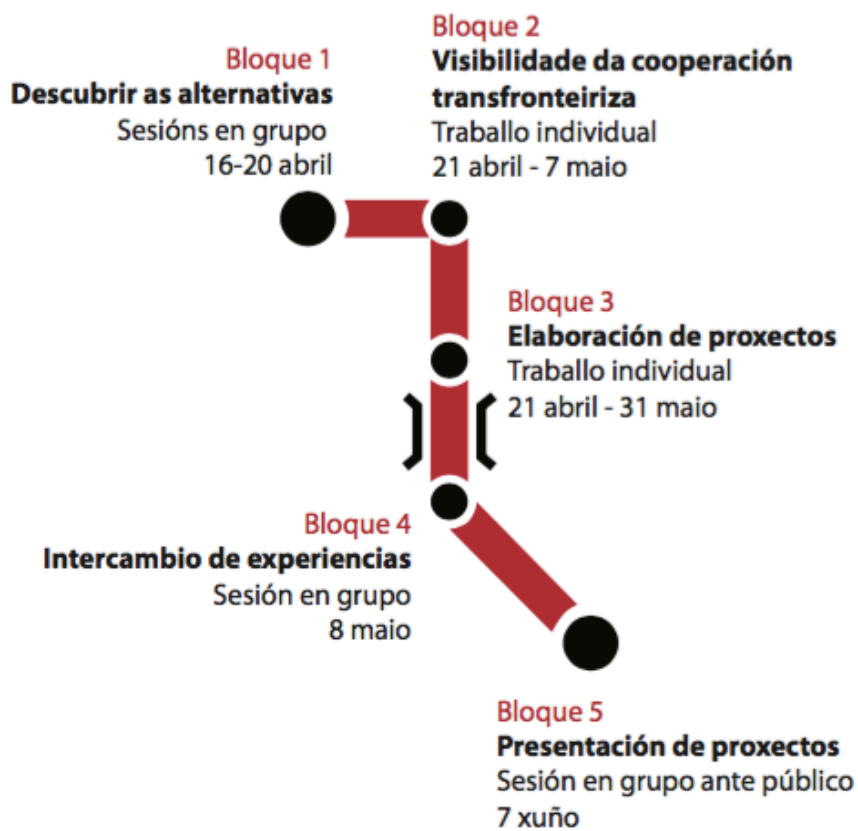 Bloque 1
Descubrir as alternativas
Sesións en grupo
16-20 abril
Bloque 2
Visibilidade da cooperación
transfronteiriza
Traballo individual
21 abril - 7 maio
Bloque 3
Elaboración de proxectos
Traballo individual
21 abril - 31 maio
Bloque 4
Intercambio de experiencias
Sesión en grupo
8 maio
Bloque 5
Presentación de proxectos
Sesión en grupo ante público
7 xuño